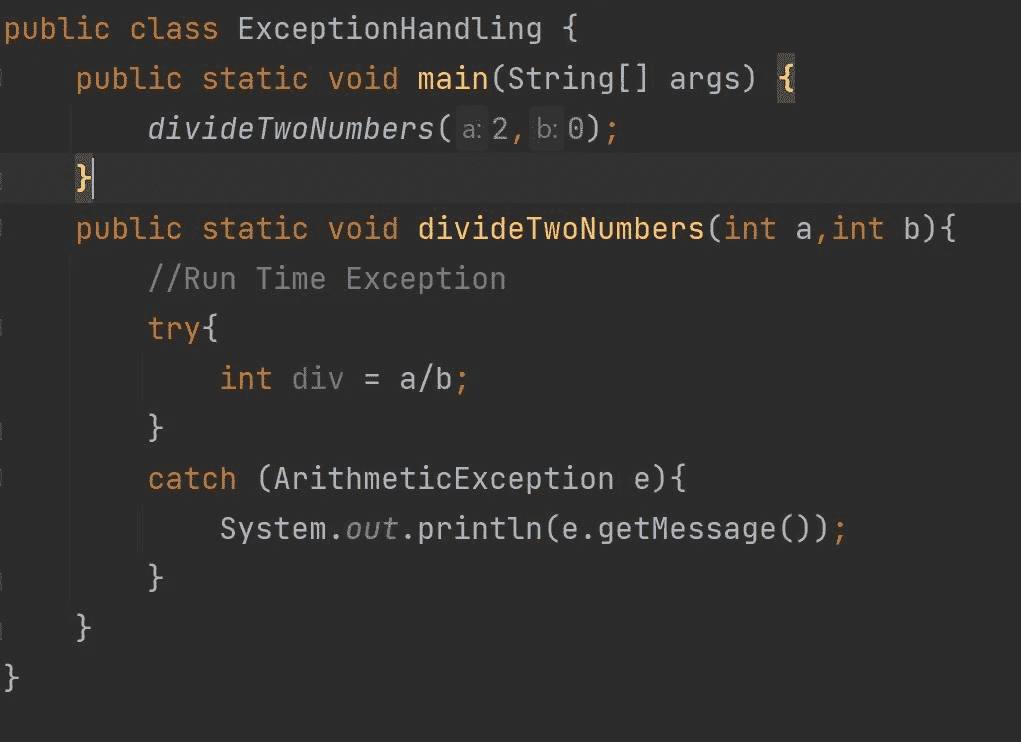 public class ExceptionHandling {
    public static void main(String[] args) {
        divideTwoNumbers( a: 2, b: 0);
    }
    public static void divideTwoNumbers(int a,int b){
        //Run Time Exception
        try{
            int div = a/b;
        }
        catch (ArithmeticException e){
            System.out.println(e.getMessage());
        }
    }
}